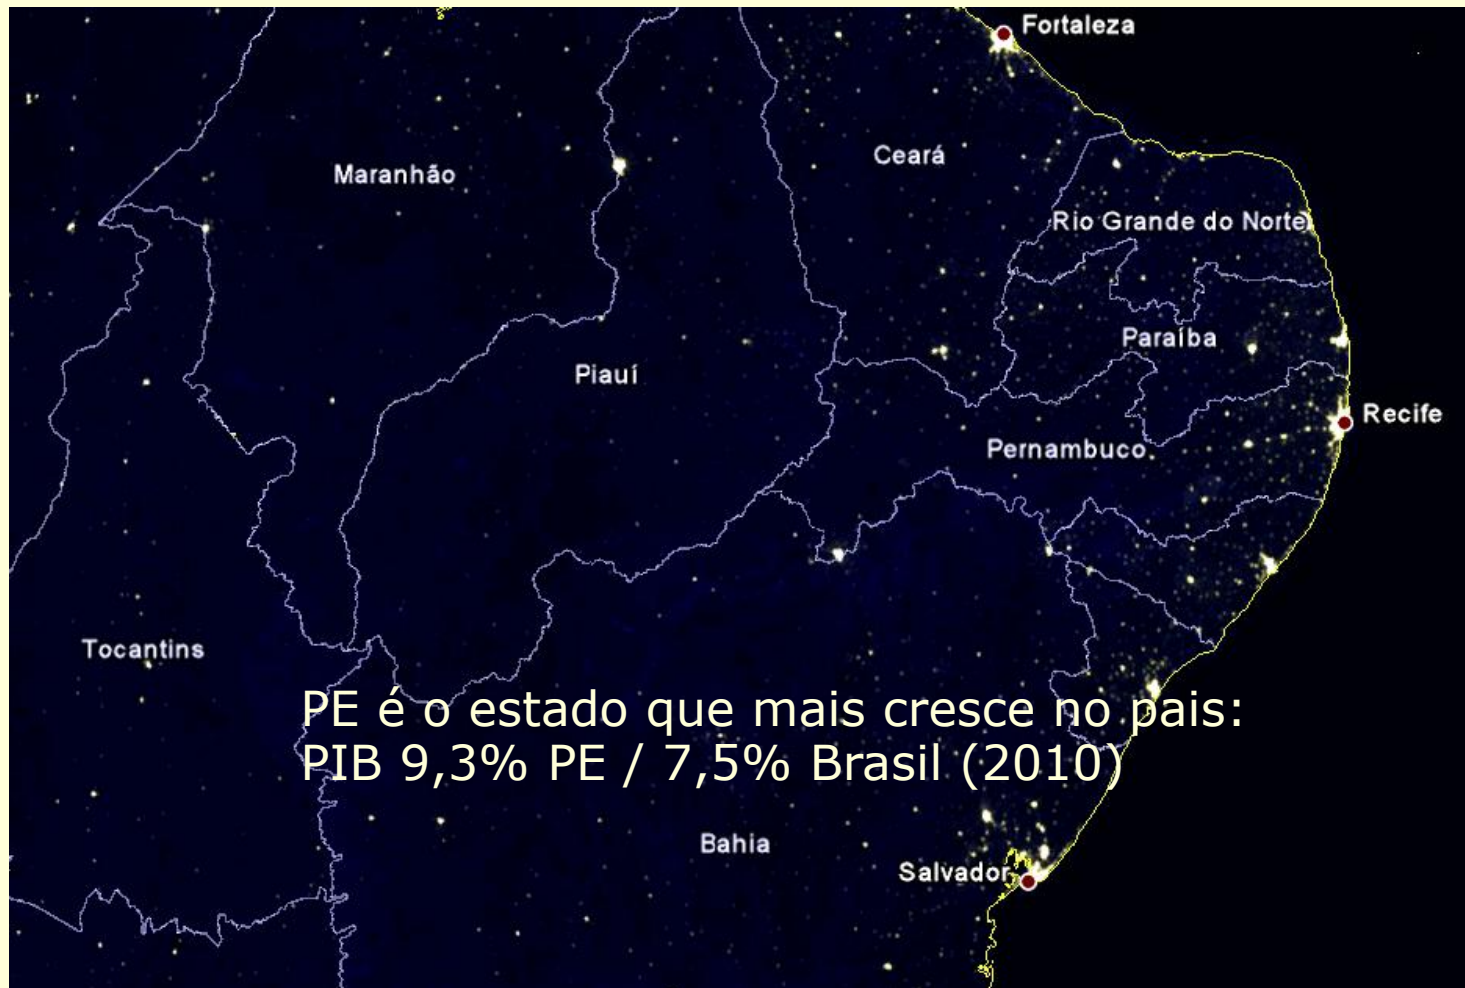 Fortaleza
Ceará
Maranhão
Rio Grande do Norte
Paraíba
Piauí
Recife
Pernambuco
Tocantins
PE é o estado que mais cresce no pais:
PIB 9,3% PE / 7,5% Brasil (2010)
Bahia
Salvador